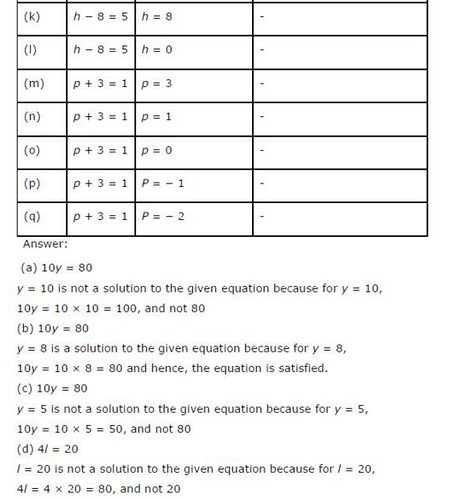 (k) h − 8 = 5 h = 8 -
(l) h − 8 = 5 h = 0 -
(m) p + 3 = 1 p = 3 -
(n) p + 3 = 1 p = 1 -
(o) p + 3 = 1 p = 0 -
(p) p + 3 = 1 P = − 1 -
(q) p + 3 = 1 P = − 2 -
Answer:
(a) 10y = 80
y = 10 is not a solution to the given equation because for y = 10,
10y = 10 × 10 = 100, and not 80
(b) 10y = 80
y = 8 is a solution to the given equation because for y = 8,
10y = 10 × 8 = 80 and hence, the equation is satisfied.
(c) 10y = 80
y = 5 is not a solution to the given equation because for y = 5,
10y = 10 × 5 = 50, and not 80
(d) 4l = 20
l = 20 is not a solution to the given equation because for l = 20,
4l = 4 × 20 = 80, and not 20